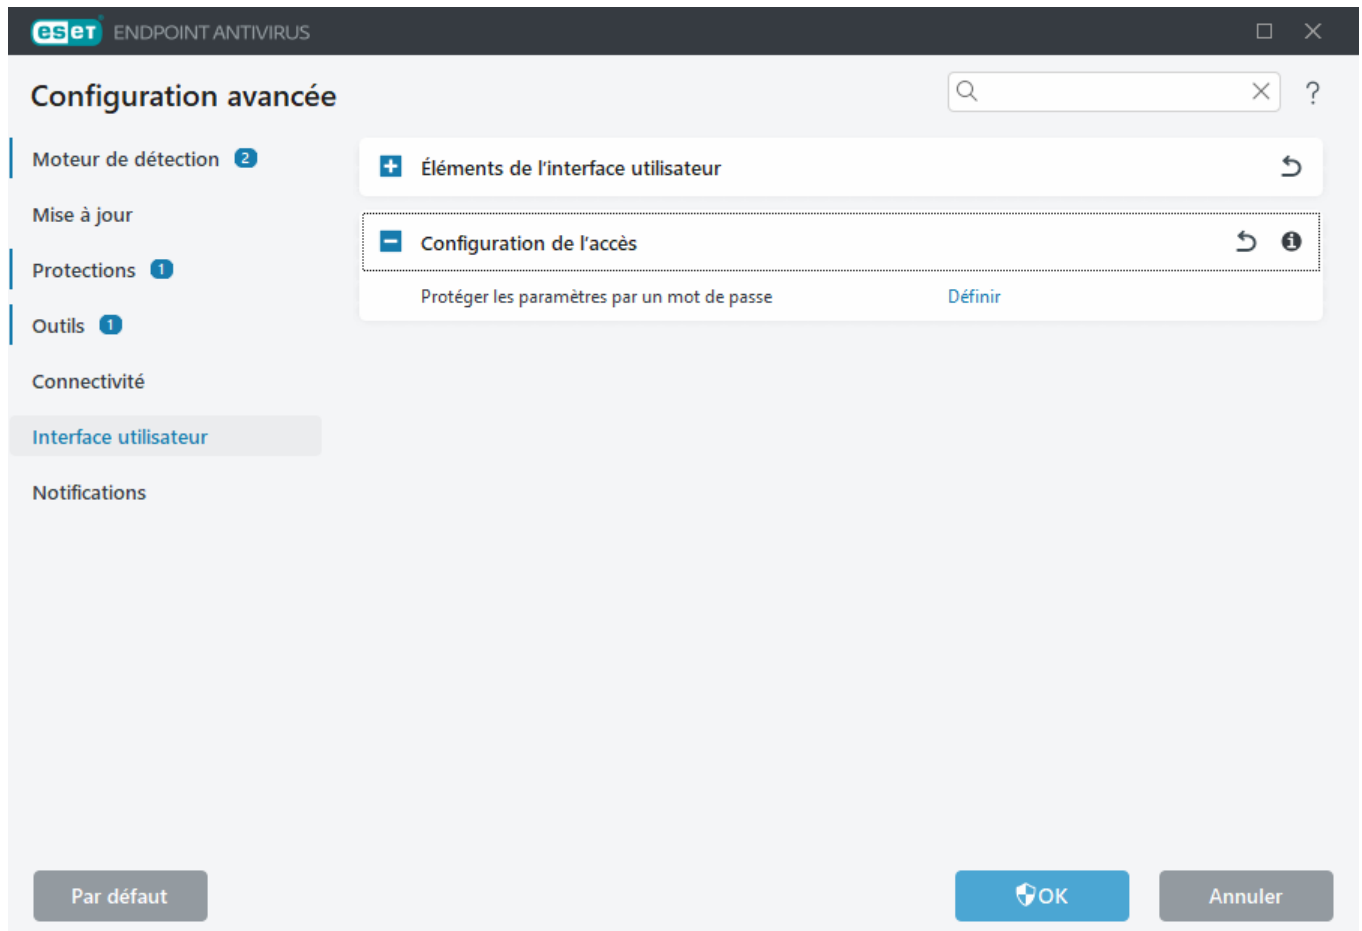 eset ENDPOINT ANTIVIRUS
Configuration avancée
?
Moteur de détection 2
Mise à jour
Protections 1
Outils 1
Connectivité
Interface utilisateur
Notifications
Éléments de l'interface utilisateur
Configuration de l'accès
Protéger les paramètres par un mot de passe Définir
Par défaut
OK
Annuler